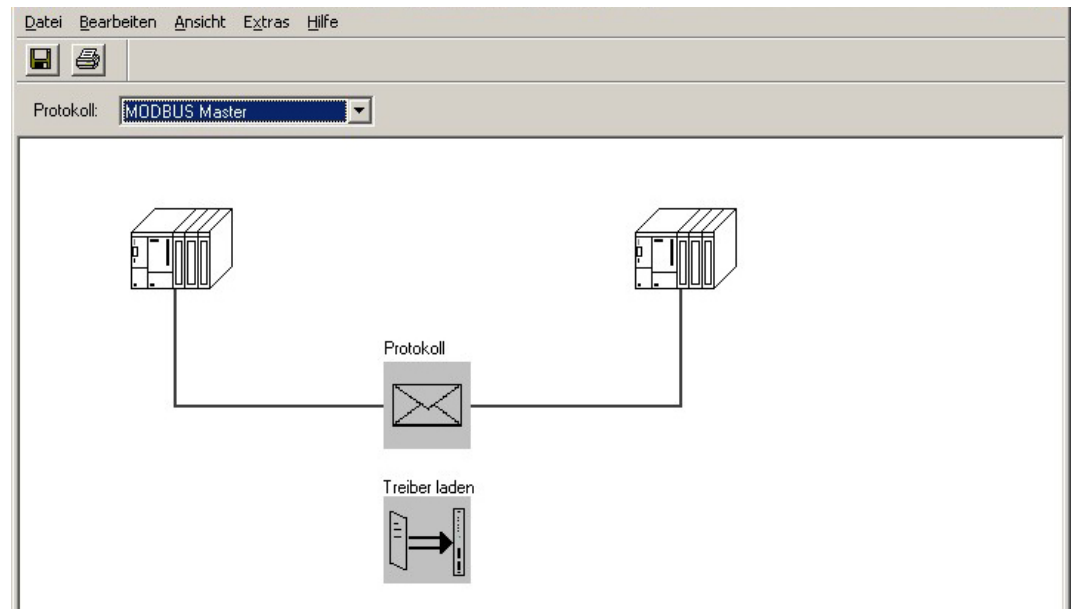 Datei Bearbeiten Ansicht Extras Hilfe
Protokoll: MODBUS Master
Protokoll
Treiber laden